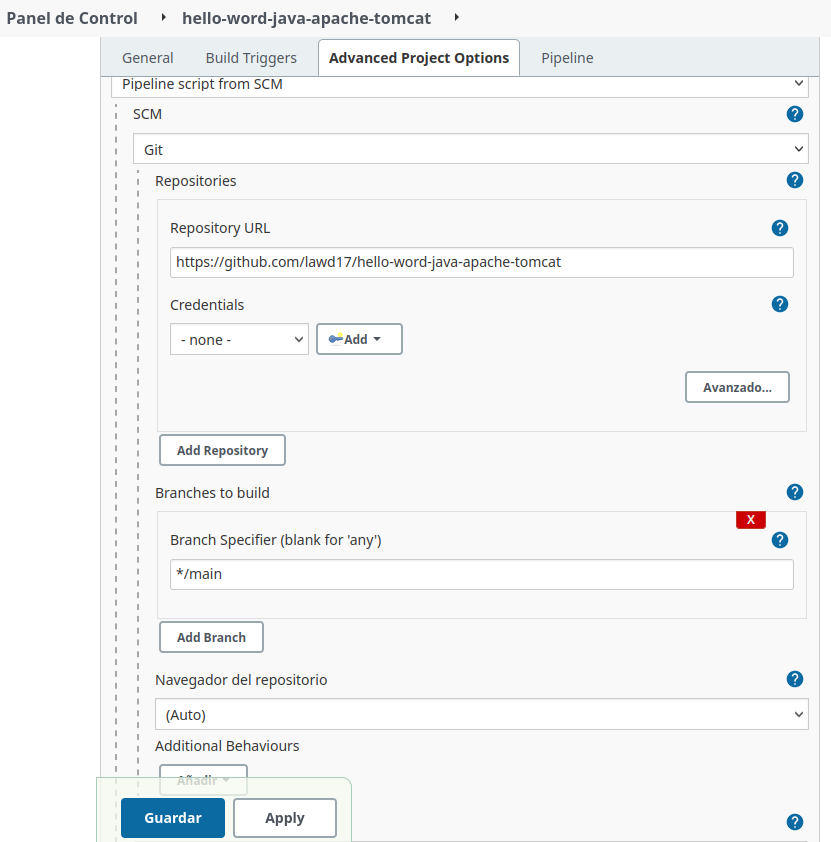 Panel de Control hello-word-java-apache-tomcat
General Build Triggers Advanced Project Options Pipeline
Pipeline script from SCM
SCM
?
Git
Repositories
?
Repository URL
?
https://github.com/lawd17/hello-word-java-apache-tomcat
Credentials
?
- none -
Add
Avanzado...
Add Repository
Branches to build
?
X
Branch Specifier (blank for 'any')
?
*/main
Add Branch
Navegador del repositorio
?
(Auto)
Additional Behaviours
Añadir
Guardar Apply
?